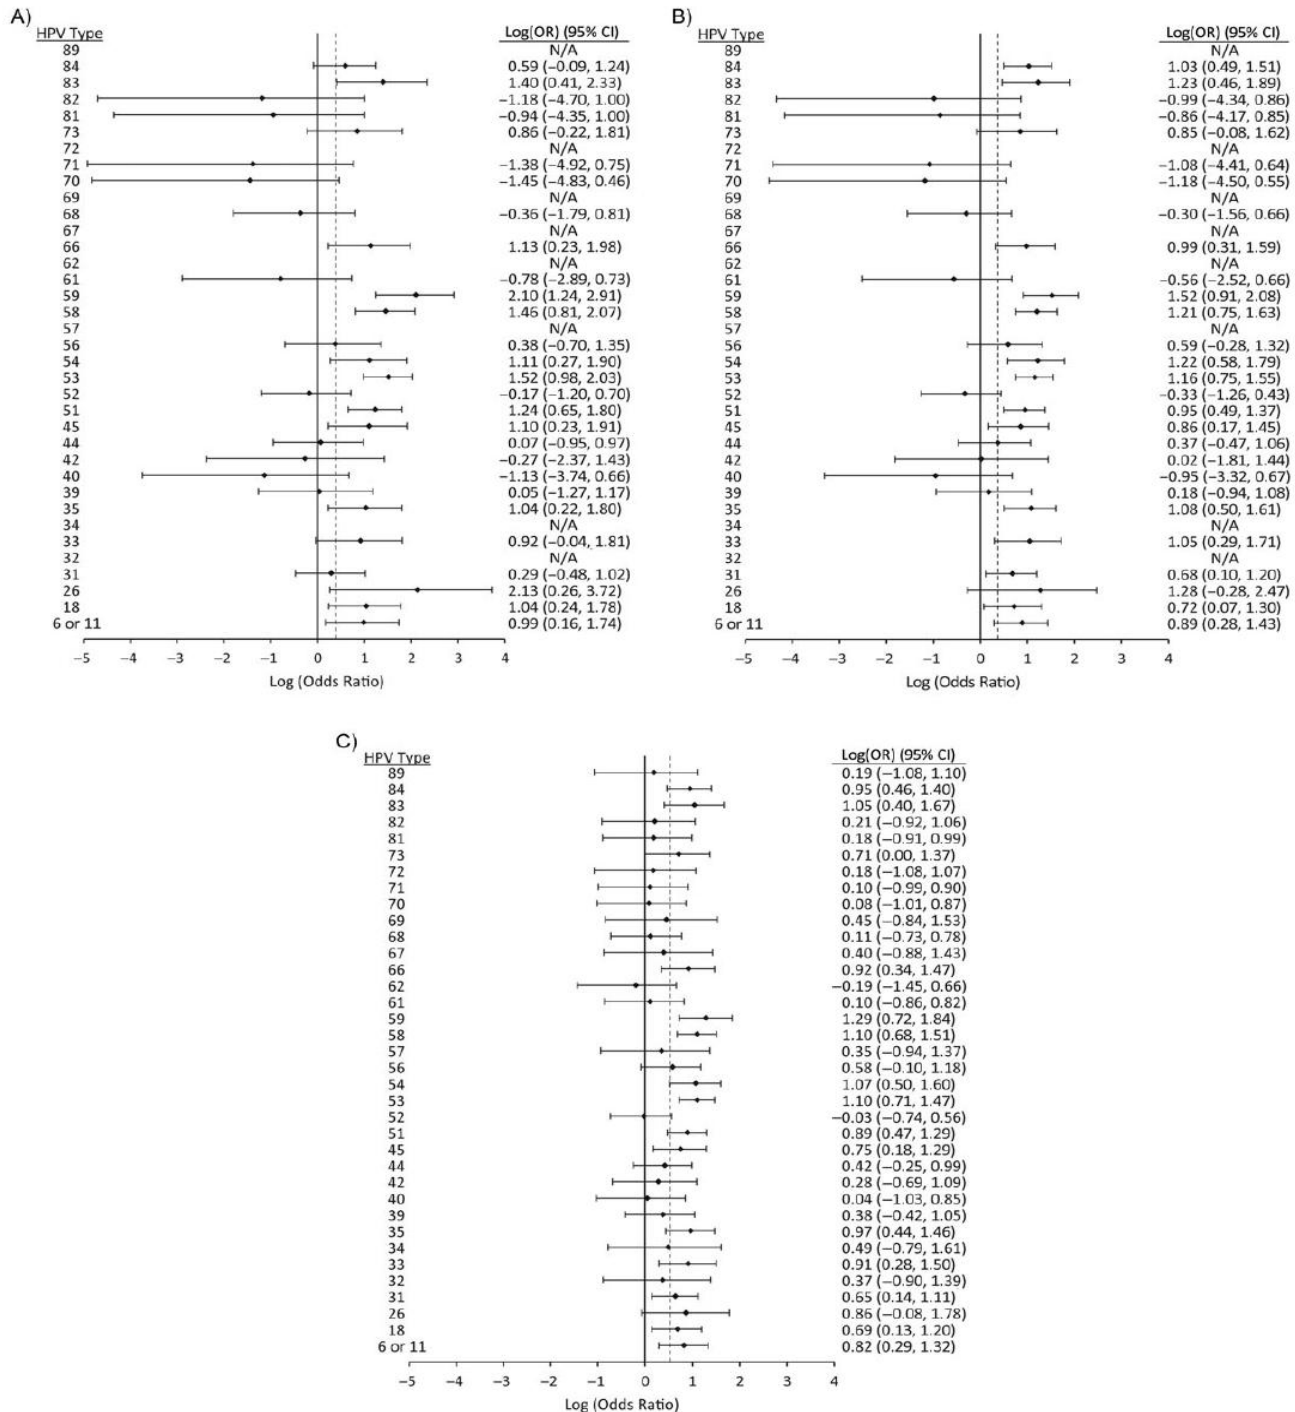 A)
HPV Type Log(OR) (95% CI)
89 N/A
84 0.59 (−0.09, 1.24)
83 1.40 (0.41, 2.33)
82 −1.18 (−4.70, 1.00)
81 −0.94 (−4.35, 1.00)
73 0.86 (−0.22, 1.81)
72 N/A
71 −1.38 (−4.92, 0.75)
70 −1.45 (−4.83, 0.46)
69 N/A
68 −0.36 (−1.79, 0.81)
67 N/A
66 1.13 (0.23, 1.98)
62 N/A
61 −0.78 (−2.89, 0.73)
59 2.10 (1.24, 2.91)
58 1.46 (0.81, 2.07)
57 N/A
56 0.38 (−0.70, 1.35)
54 1.11 (0.27, 1.90)
53 1.52 (0.98, 2.03)
52 −0.17 (−1.20, 0.70)
51 1.24 (0.65, 1.80)
45 1.10 (0.23, 1.91)
44 0.07 (−0.95, 0.97)
42 −0.27 (−2.37, 1.43)
40 −1.13 (−3.74, 0.66)
39 0.05 (−1.27, 1.17)
35 1.04 (0.22, 1.80)
34 N/A
33 0.92 (−0.04, 1.81)
32 N/A
31 0.29 (−0.48, 1.02)
26 2.13 (0.26, 3.72)
18 1.04 (0.24, 1.78)
6 or 11 0.99 (0.16, 1.74)
−5 −4 −3 −2 −1 0 1 2 3 4
Log (Odds Ratio)
B)
HPV Type Log(OR) (95% CI)
89 N/A
84 1.03 (0.49, 1.51)
83 1.23 (0.46, 1.89)
82 −0.99 (−4.34, 0.86)
81 −0.86 (−4.17, 0.85)
73 0.85 (−0.08, 1.62)
72 N/A
71 −1.08 (−4.41, 0.64)
70 −1.18 (−4.50, 0.55)
69 N/A
68 −0.30 (−1.56, 0.66)
67 N/A
66 0.99 (0.31, 1.59)
62 N/A
61 −0.56 (−2.52, 0.66)
59 1.52 (0.91, 2.08)
58 1.21 (0.75, 1.63)
57 N/A
56 0.59 (−0.28, 1.32)
54 1.22 (0.58, 1.79)
53 1.16 (0.75, 1.55)
52 −0.33 (−1.26, 0.43)
51 0.95 (0.49, 1.37)
45 0.86 (0.17, 1.45)
44 0.37 (−0.47, 1.06)
42 0.02 (−1.81, 1.44)
40 −0.95 (−3.32, 0.67)
39 0.18 (−0.94, 1.08)
35 1.08 (0.50, 1.61)
34 N/A
33 1.05 (0.29, 1.71)
32 N/A
31 0.68 (0.10, 1.20)
26 1.28 (−0.28, 2.47)
18 0.72 (0.07, 1.30)
6 or 11 0.89 (0.28, 1.43)
−5 −4 −3 −2 −1 0 1 2 3 4
Log (Odds Ratio)
C)
HPV Type Log(OR) (95% CI)
89 0.19 (−1.08, 1.10)
84 0.95 (0.46, 1.40)
83 1.05 (0.40, 1.67)
82 0.21 (−0.92, 1.06)
81 0.18 (−0.91, 0.99)
73 0.71 (0.00, 1.37)
72 0.18 (−1.08, 1.07)
71 0.10 (−0.99, 0.90)
70 0.08 (−1.01, 0.87)
69 0.45 (−0.84, 1.53)
68 0.11 (−0.73, 0.78)
67 0.40 (−0.88, 1.43)
66 0.92 (0.34, 1.47)
62 −0.19 (−1.45, 0.66)
61 0.10 (−0.86, 0.82)
59 1.29 (0.72, 1.84)
58 1.10 (0.68, 1.51)
57 0.35 (−0.94, 1.37)
56 0.58 (−0.10, 1.18)
54 1.07 (0.50, 1.60)
53 1.10 (0.71, 1.47)
52 −0.03 (−0.74, 0.56)
51 0.89 (0.47, 1.29)
45 0.75 (0.18, 1.29)
44 0.42 (−0.25, 0.99)
42 0.28 (−0.69, 1.09)
40 0.04 (−1.03, 0.85)
39 0.38 (−0.42, 1.05)
35 0.97 (0.44, 1.46)
34 0.49 (−0.79, 1.61)
33 0.91 (0.28, 1.50)
32 0.37 (−0.90, 1.39)
31 0.65 (0.14, 1.11)
26 0.86 (−0.08, 1.78)
18 0.69 (0.13, 1.20)
6 or 11 0.82 (0.29, 1.32)
−5 −4 −3 −2 −1 0 1 2 3 4
Log (Odds Ratio)